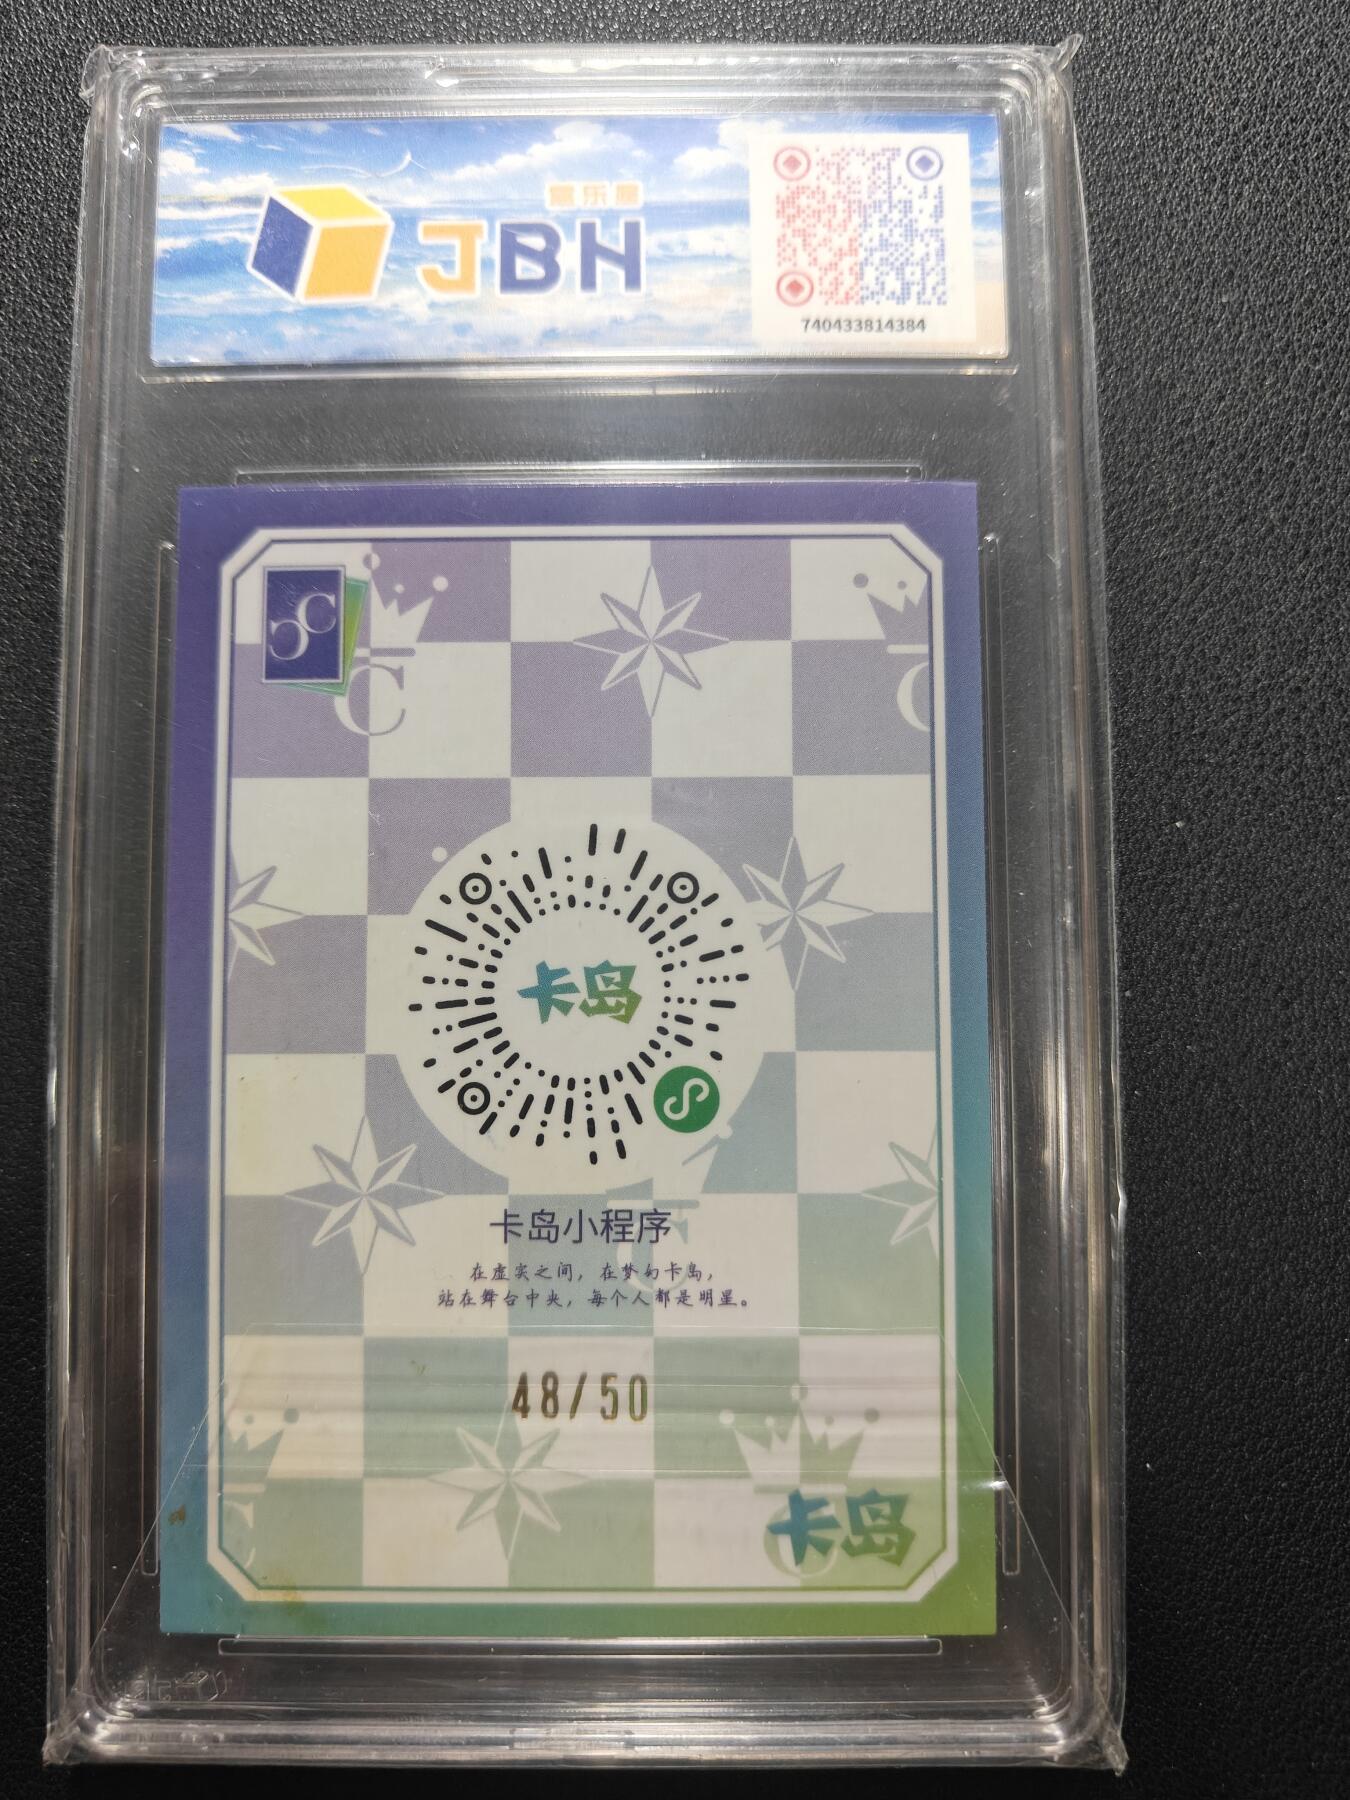 JBH
740433814384
卡岛
卡岛小程序
在虚实之间，在梦幻卡岛，
站在舞台中央，每个人都是明星。
48/50
卡岛